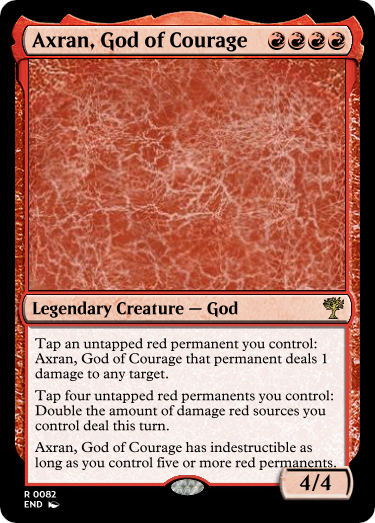 Axran, God of Courage
Legendary Creature — God
Tap an untapped red permanent you control:
Axran, God of Courage that permanent deals 1
damage to any target.
Tap four untapped red permanents you control:
Double the amount of damage red sources you
control deal this turn.
Axran, God of Courage has indestructible as
long as you control five or more red permanents.
4/4
R 0082
END